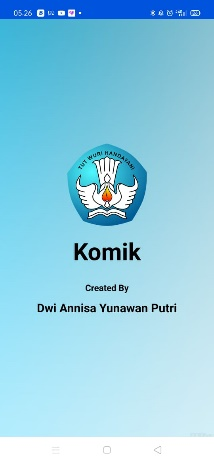 05.26
TUT WURI HANDAYANI
Komik
Created By
Dwi Annisa Yunawan Putri